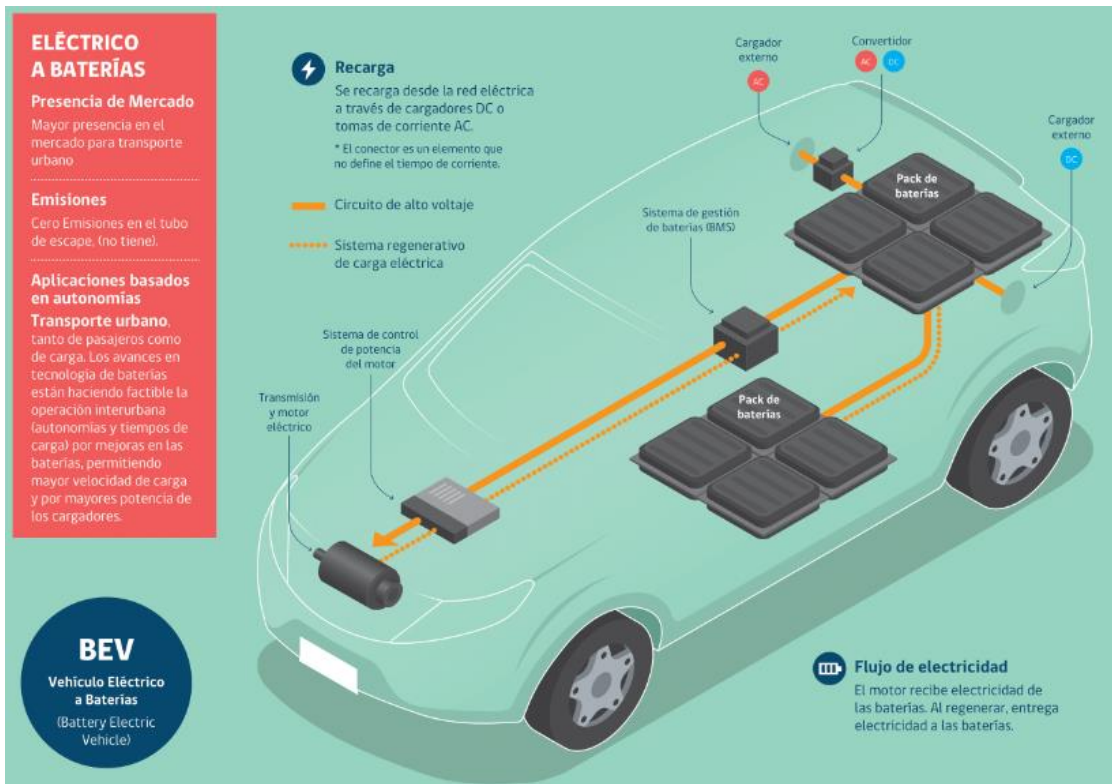 ELÉCTRICO
A BATERÍAS
Presencia de Mercado
Mayor presencia en el
mercado para transporte
urbano
Emisiones
Cero Emisiones en el tubo
de escape, (no tiene).
Aplicaciones basados
en autonomías
Transporte urbano,
tanto de pasajeros como
de carga. Los avances en
tecnología de baterías
están haciendo factible la
operación interurbana
(autonomías y tiempos de
carga) por mejoras en las
baterías, permitiendo
mayor velocidad de carga
y por mayores potencia de
los cargadores.
BEV
Vehículo Eléctrico
a Baterías
(Battery Electric
Vehicle)
Recarga
Se recarga desde la red eléctrica
a través de cargadores DC o
tomas de corriente AC.
* El conector es un elemento que
no define el tiempo de corriente.
Circuito de alto voltaje
Sistema regenerativo
de carga eléctrica
Cargador
externo
AC
Convertidor
AC DC
Cargador
externo
DC
Pack de
baterías
Sistema de gestión
de baterías (BMS)
Sistema de control
de potencia
del motor
Transmisión
y motor
eléctrico
Pack de
baterías
Flujo de electricidad
El motor recibe electricidad de
las baterías. Al regenerar, entrega
electricidad a las baterías.